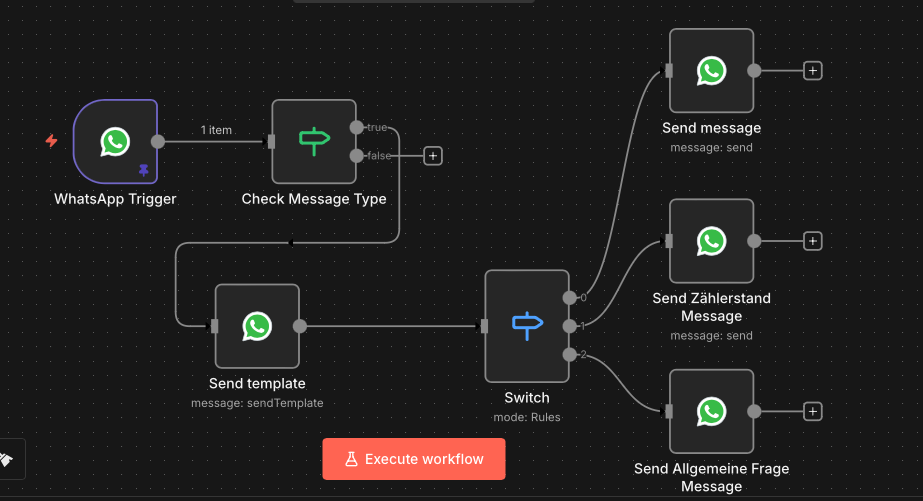 1 item
true
false
WhatsApp Trigger
Check Message Type
Send message
message: send
Send Zählerstand
Message
message: send
0
1
2
Send template
message: sendTemplate
Switch
mode: Rules
Execute workflow
Send Allgemeine Frage
Message